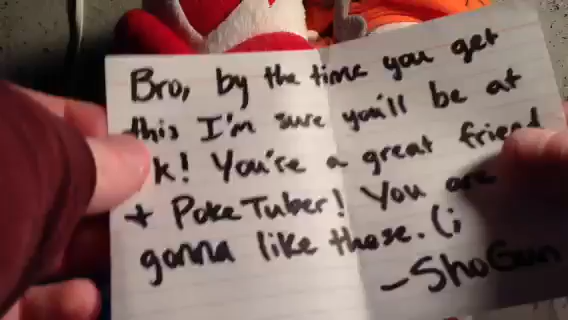 Bro, by the time you get
this I'm sure you'll be at
k! You're a great friend
+ PokeTuber! You are
gonna like these. (;
-ShoGun